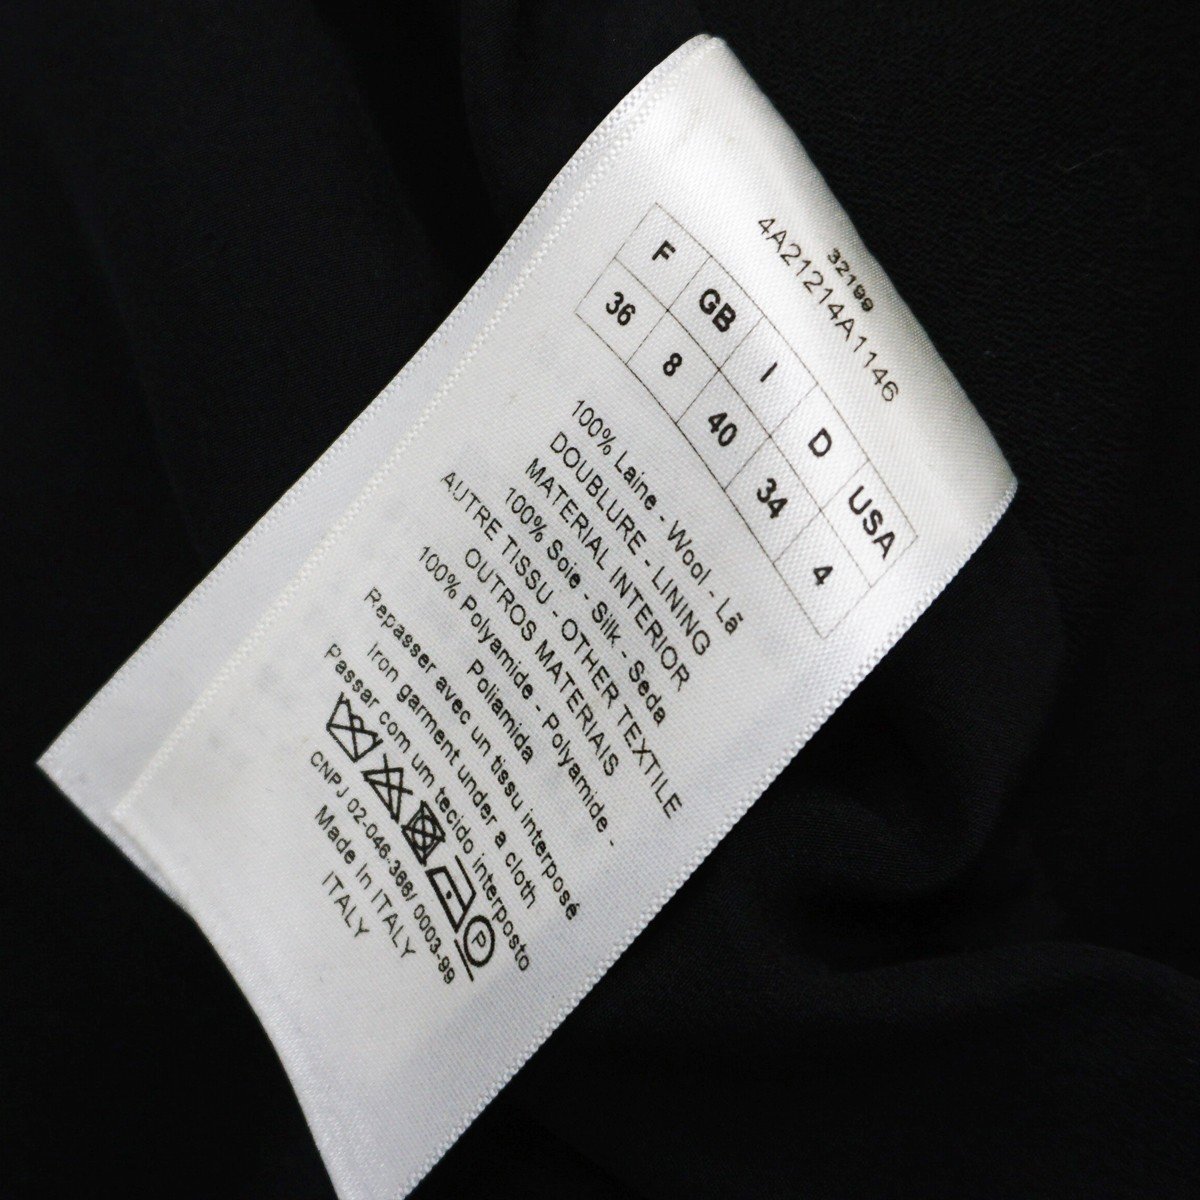 32199
4A21214A1146
F GB I D USA
36 8 40 34 4
100% Laine - Wool - Lã
DOUBLURE - LINING
MATERIAL INTERIOR
100% Soie - Silk - Seda
AUTRE TISSU - OTHER TEXTILE
OUTROS MATERIAIS
100% Polyamide - Polyamide -
Poliamida
Repasser avec un tissu interposé
Iron garment under a cloth
Passar com um tecido interposto
P
CNPJ 02-046-366/ 0003-99
Made In ITALY
ITALY